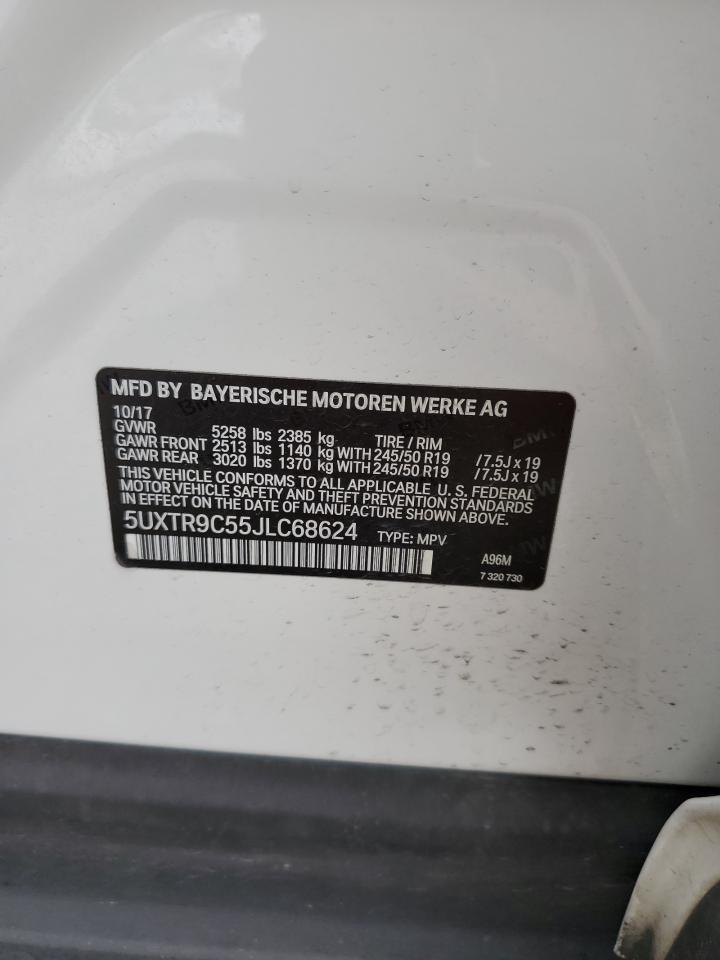 MFD BY BAYERISCHE MOTOREN WERKE AG
10/17
GVWR 5258 lbs 2385 kg TIRE / RIM
GAWR FRONT 2513 lbs 1140 kg WITH 245/50 R19 /7.5J x 19
GAWR REAR 3020 lbs 1370 kg WITH 245/50 R19 /7.5J x 19
THIS VEHICLE CONFORMS TO ALL APPLICABLE U. S. FEDERAL
MOTOR VEHICLE SAFETY AND THEFT PREVENTION STANDARDS
IN EFFECT ON THE DATE OF MANUFACTURE SHOWN ABOVE.
5UXTR9C55JLC68624 TYPE: MPV
A96M
7 320 730